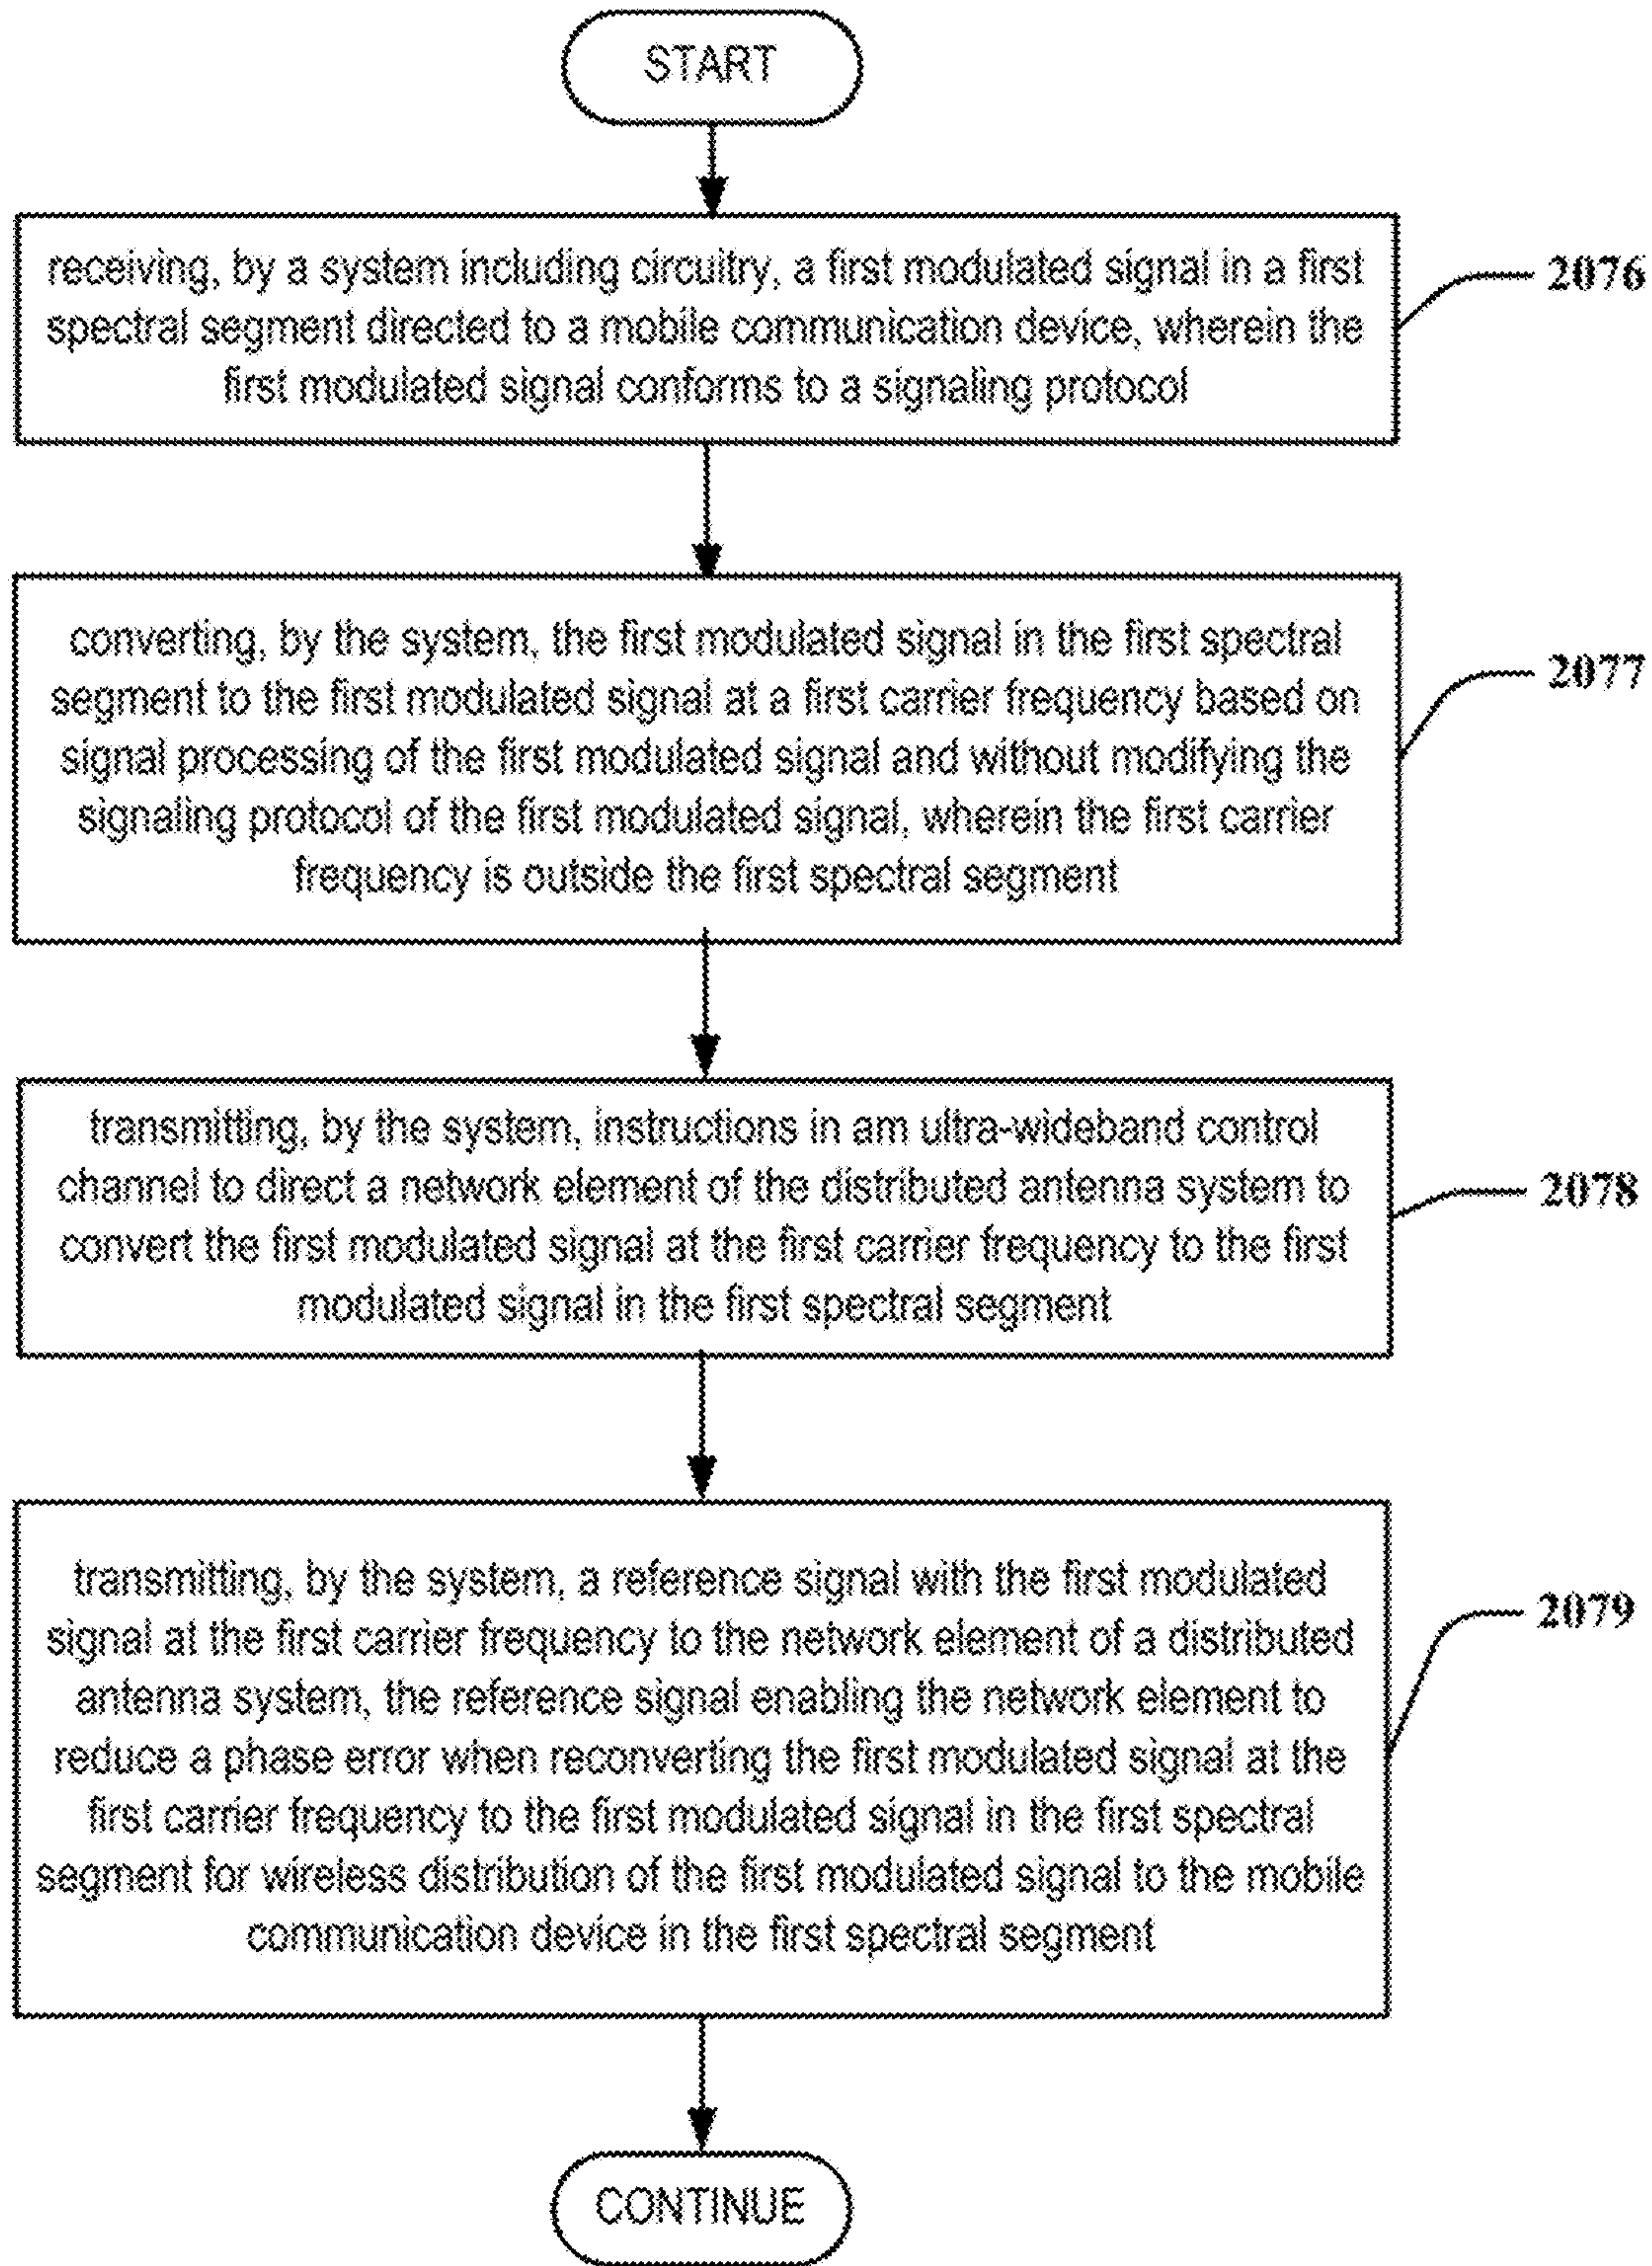 START
receiving, by a system including circuitry, a first modulated signal in a first
spectral segment directed to a mobile communication device, wherein the
first modulated signal conforms to a signaling protocol
2076
converting, by the system, the first modulated signal in the first spectral
segment to the first modulated signal at a first carrier frequency based on
signal processing of the first modulated signal and without modifying the
signaling protocol of the first modulated signal, wherein the first carrier
frequency is outside the first spectral segment
2077
transmitting, by the system, instructions in am ultra-wideband control
channel to direct a network element of the distributed antenna system to
convert the first modulated signal at the first carrier frequency to the first
modulated signal in the first spectral segment
2078
transmitting, by the system, a reference signal with the first modulated
signal at the first carrier frequency to the network element of a distributed
antenna system, the reference signal enabling the network element to
reduce a phase error when reconverting the first modulated signal at the
first carrier frequency to the first modulated signal in the first spectral
segment for wireless distribution of the first modulated signal to the mobile
communication device in the first spectral segment
2079
CONTINUE